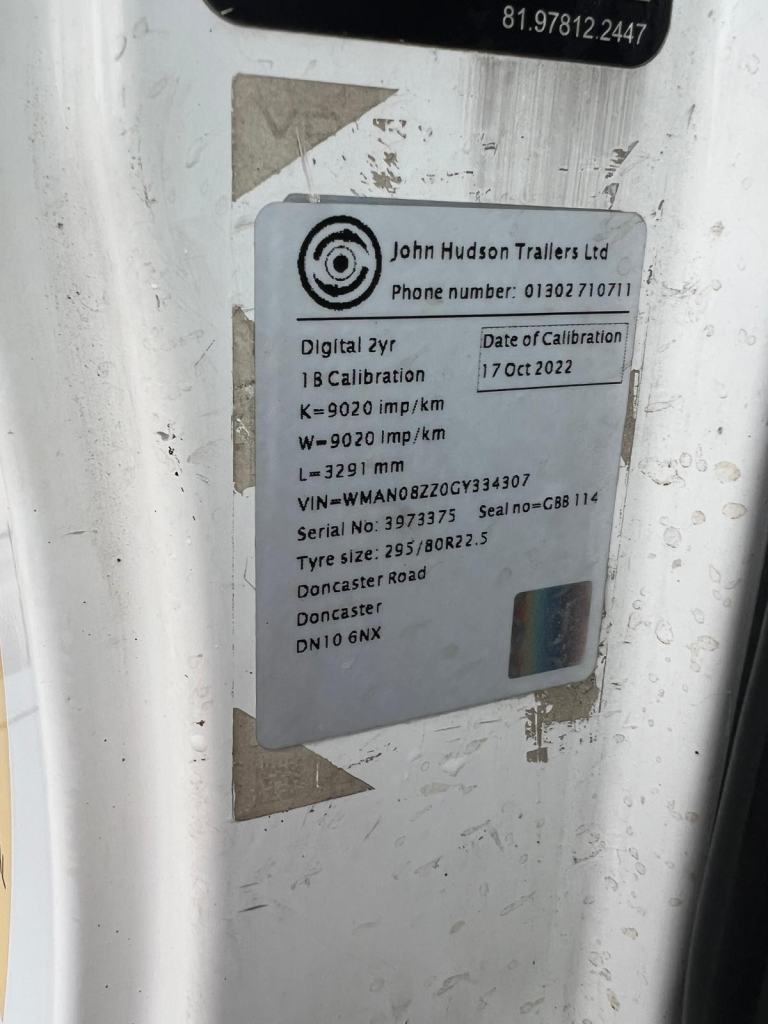 81.97812.2447
John Hudson Trailers Ltd
Phone number: 01302 710711
Digital 2yr
Date of Calibration
1B Calibration
17 Oct 2022
K=9020 imp/km
W=9020 Imp/km
L=3291 mm
VIN=WMAN08ZZ0GY334307
Serial No: 3973375 Seal no=GBB 114
Tyre size: 295/80R22.5
Doncaster Road
Doncaster
DN10 6NX